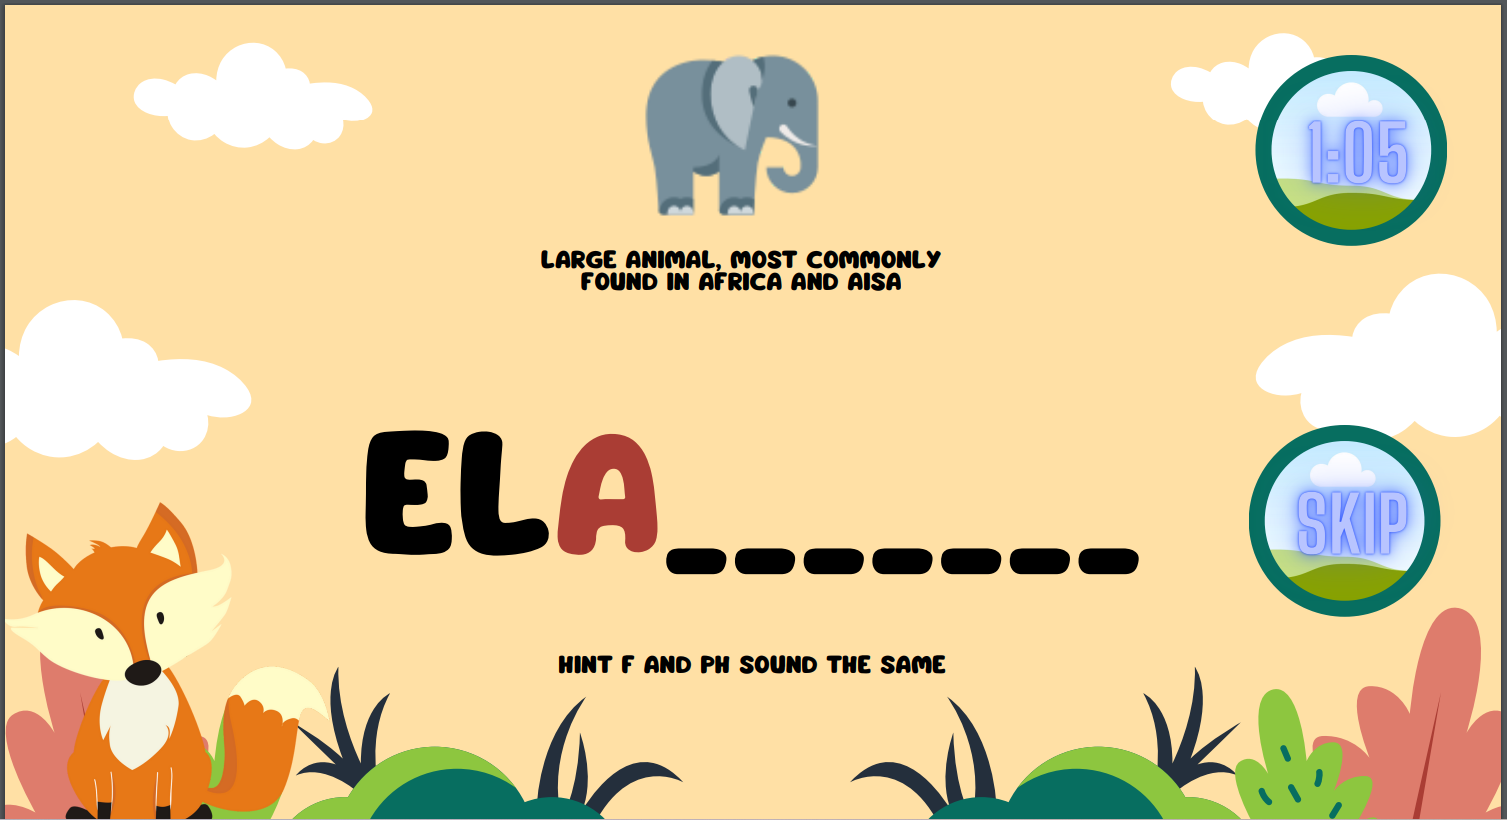 1:05
LARGE ANIMAL, MOST COMMONLY
FOUND IN AFRICA AND AISA
ELA_______
SKIP
HINT F AND PH SOUND THE SAME